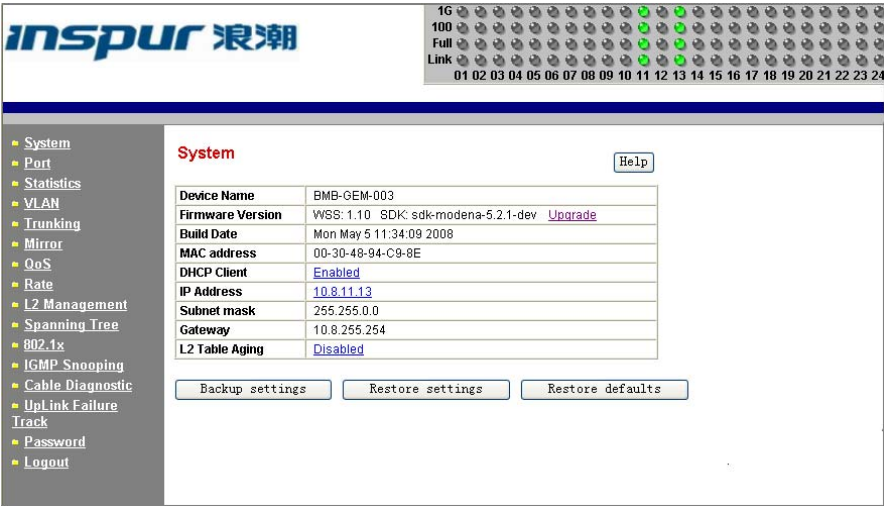 inspur 浪潮
1G
100
Full
Link
01 02 03 04 05 06 07 08 09 10 11 12 13 14 15 16 17 18 19 20 21 22 23 24
System
Port
Statistics
VLAN
Trunking
Mirror
QoS
Rate
L2 Management
Spanning Tree
802.1x
IGMP Snooping
Cable Diagnostic
UpLink Failure
Track
Password
Logout
System
Help
Device Name BMB-GEM-003
Firmware Version WSS: 1.10 SDK: sdk-modena-5.2.1-dev Upgrade
Build Date Mon May 5 11:34:09 2008
MAC address 00-30-48-94-C9-8E
DHCP Client Enabled
IP Address 10.8.11.13
Subnet mask 255.255.0.0
Gateway 10.8.255.254
L2 Table Aging Disabled
Backup settings Restore settings Restore defaults